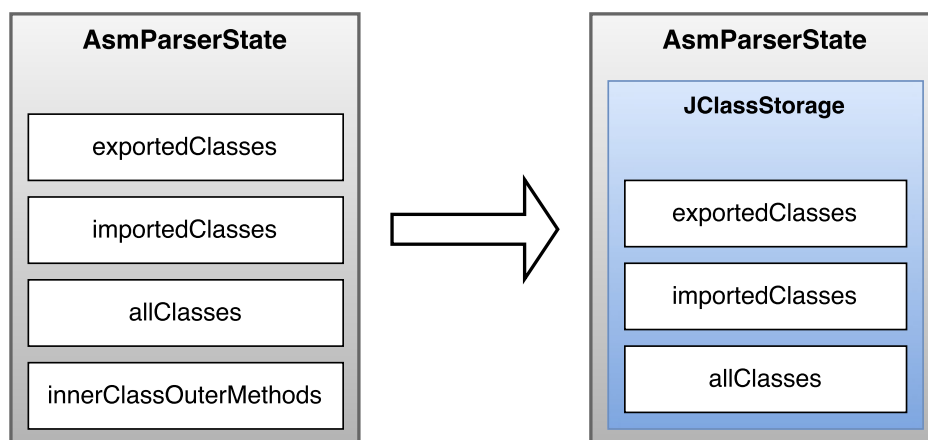 AsmParserState
exportedClasses
importedClasses
allClasses
innerClassOuterMethods
AsmParserState
JClassStorage
exportedClasses
importedClasses
allClasses